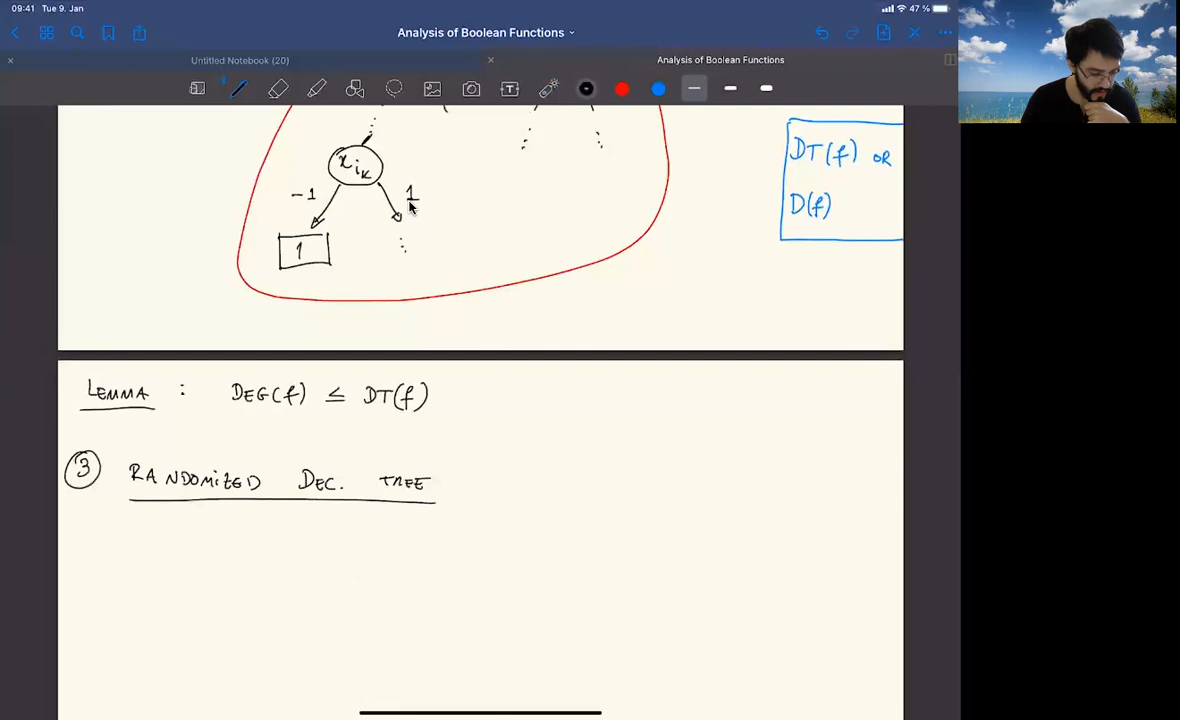 09:41 Tue 9. Jan
47 %
Analysis of Boolean Functions
Untitled Notebook (20)
Analysis of Boolean Functions
x_{i_k}
-1
1
1
DT(f) OR
D(f)
LEMMA : DEG(f) ≤ DT(f)
3 RANDOMIZED DEC. TREE